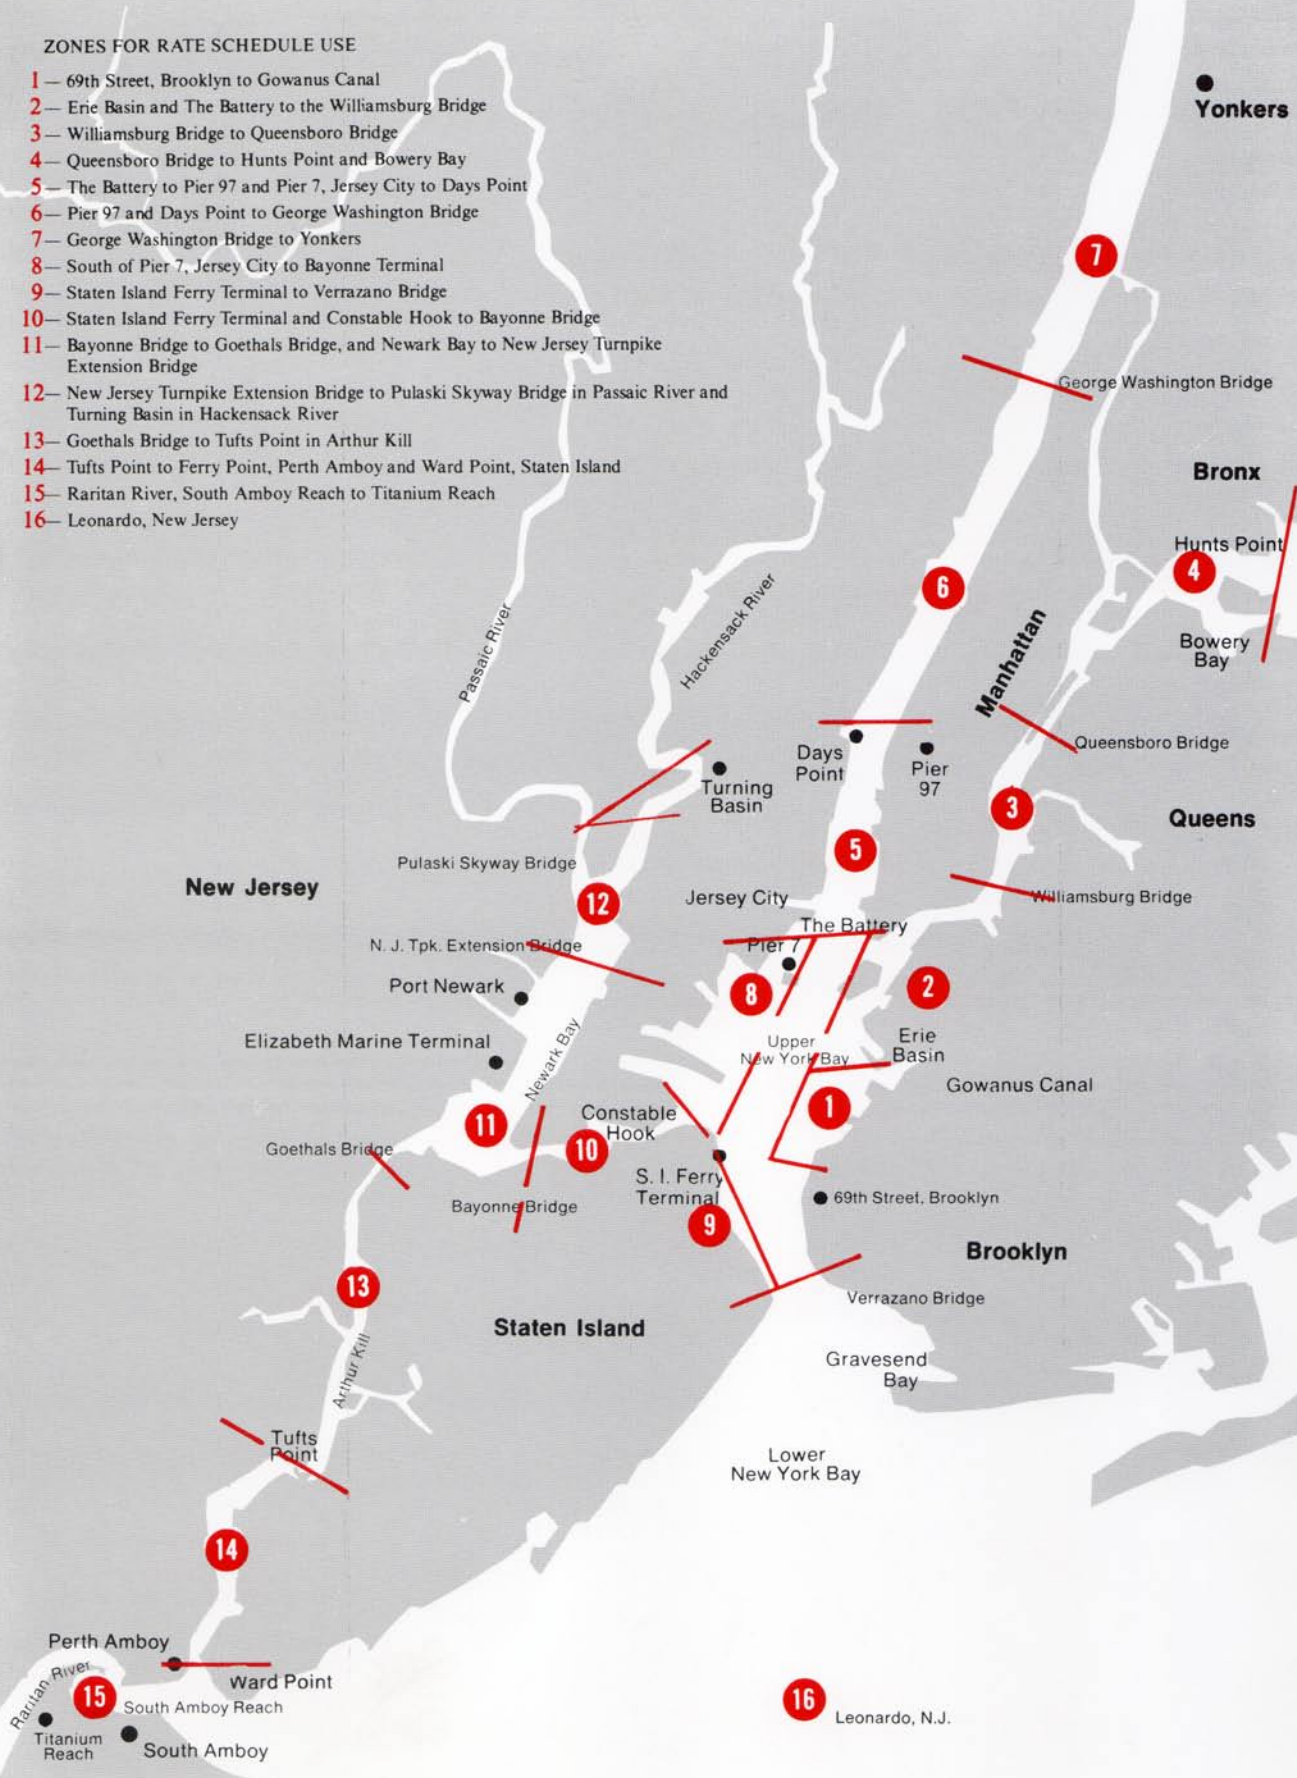 ZONES FOR RATE SCHEDULE USE
1 — 69th Street, Brooklyn to Gowanus Canal
2 — Erie Basin and The Battery to the Williamsburg Bridge
3 — Williamsburg Bridge to Queensboro Bridge
4 — Queensboro Bridge to Hunts Point and Bowery Bay
5 — The Battery to Pier 97 and Pier 7, Jersey City to Days Point
6 — Pier 97 and Days Point to George Washington Bridge
7 — George Washington Bridge to Yonkers
8 — South of Pier 7, Jersey City to Bayonne Terminal
9 — Staten Island Ferry Terminal to Verrazano Bridge
10 — Staten Island Ferry Terminal and Constable Hook to Bayonne Bridge
11 — Bayonne Bridge to Goethals Bridge, and Newark Bay to New Jersey Turnpike
Extension Bridge
12 — New Jersey Turnpike Extension Bridge to Pulaski Skyway Bridge in Passaic River and
Turning Basin in Hackensack River
13 — Goethals Bridge to Tufts Point in Arthur Kill
14 — Tufts Point to Ferry Point, Perth Amboy and Ward Point, Staten Island
15 — Raritan River, South Amboy Reach to Titanium Reach
16 — Leonardo, New Jersey
Yonkers
7
George Washington Bridge
Bronx
Hunts Point
4
6
Hackensack River
Passaic River
Manhattan
Bowery
Bay
Queensboro Bridge
Days
Point
Pier
97
Turning
Basin
3
Queens
5
Pulaski Skyway Bridge
New Jersey
12
Jersey City
Williamsburg Bridge
The Battery
N. J. Tpk. Extension Bridge
Pier 7
Port Newark
8
2
Elizabeth Marine Terminal
Newark Bay
Upper
New York Bay
Erie
Basin
Gowanus Canal
11
Constable
Hook
1
Goethals Bridge
10
S. I. Ferry
Terminal
Bayonne Bridge
69th Street, Brooklyn
9
Brooklyn
13
Verrazano Bridge
Staten Island
Arthur Kill
Gravesend
Bay
Tufts
Point
Lower
New York Bay
14
Perth Amboy
Raritan River
Ward Point
15
South Amboy Reach
16
Leonardo, N.J.
Titanium
Reach
South Amboy